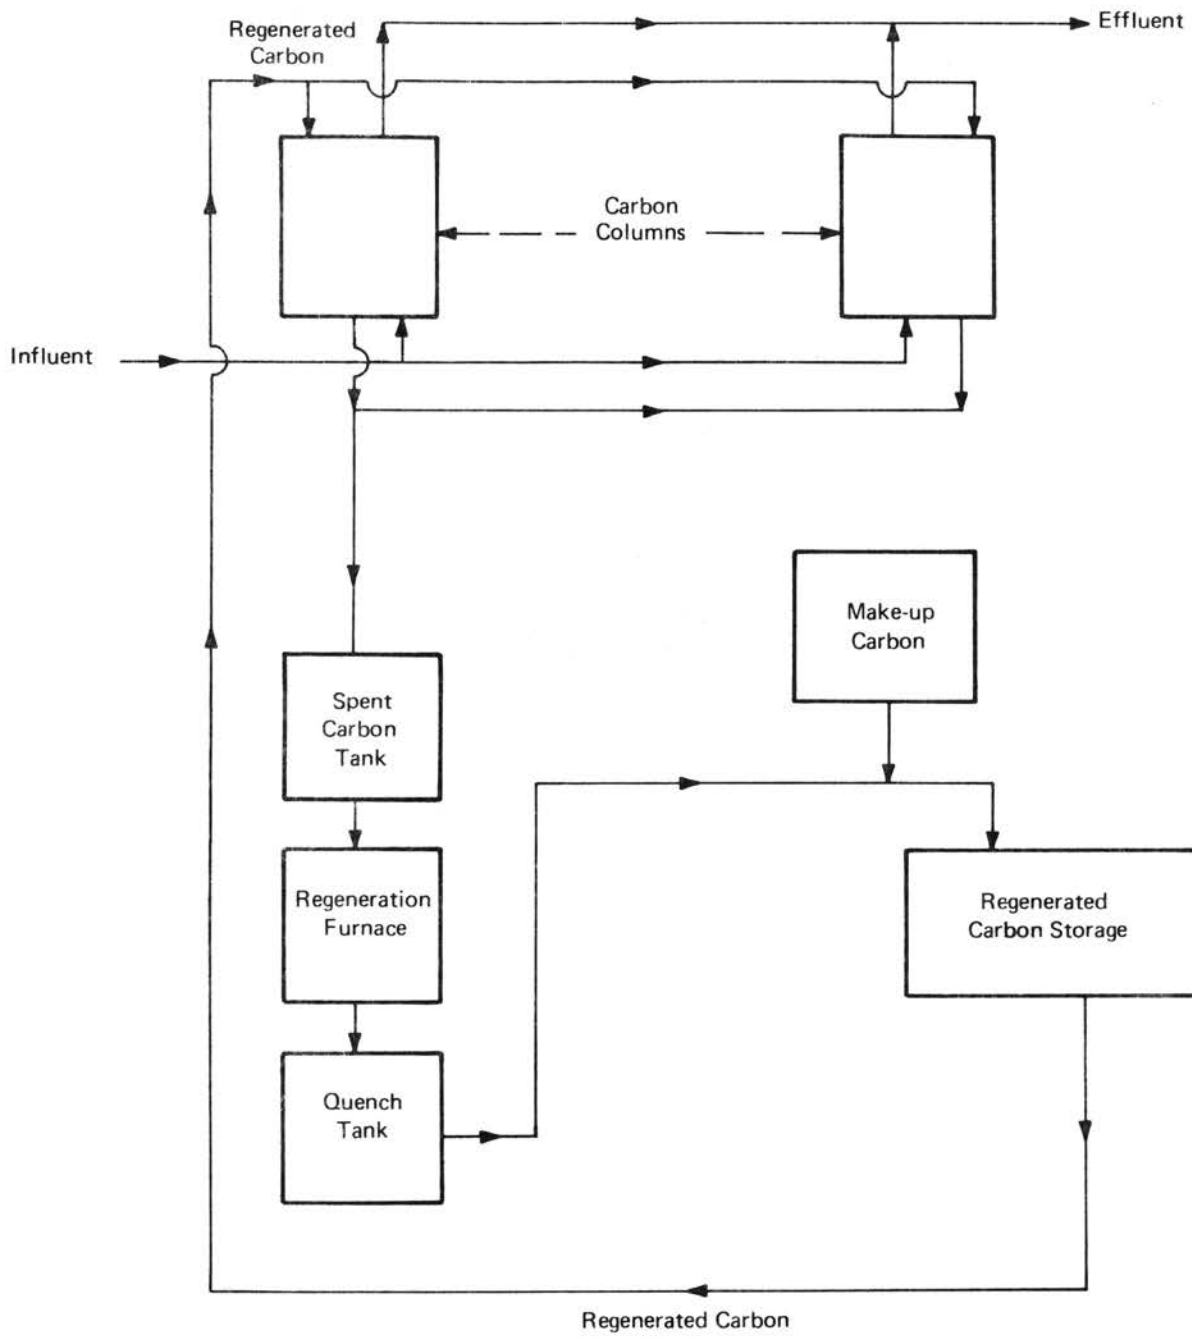 Effluent
Regenerated
Carbon
Carbon
Columns
Influent
Make-up
Carbon
Spent
Carbon
Tank
Regeneration
Furnace
Regenerated
Carbon Storage
Quench
Tank
Regenerated Carbon